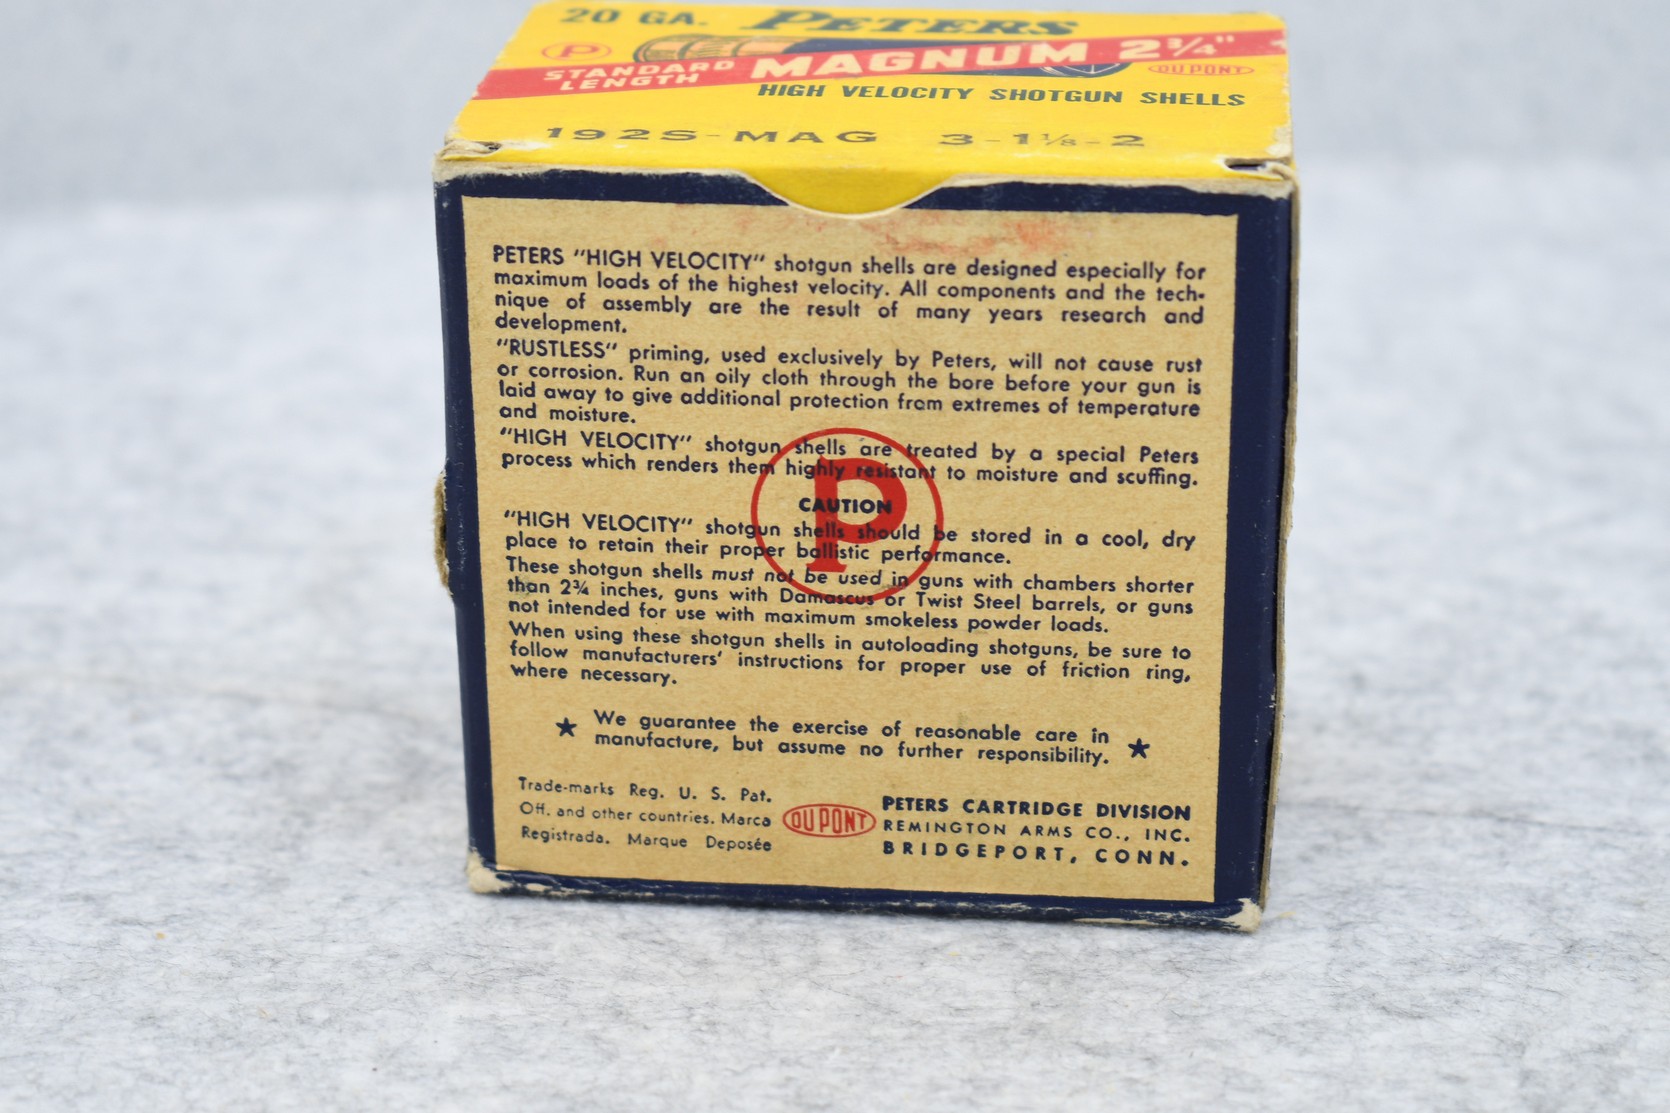 20 GA. PETERS
P
STANDARD LENGTH MAGNUM 2¾"
DU PONT
HIGH VELOCITY SHOTGUN SHELLS
192S-MAG 3-1⅛-2
PETERS "HIGH VELOCITY" shotgun shells are designed especially for
maximum loads of the highest velocity. All components and the tech-
nique of assembly are the result of many years research and
development.
"RUSTLESS" priming, used exclusively by Peters, will not cause rust
or corrosion. Run an oily cloth through the bore before your gun is
laid away to give additional protection from extremes of temperature
and moisture.
"HIGH VELOCITY" shotgun shells are treated by a special Peters
process which renders them highly resistant to moisture and scuffing.
P
CAUTION
"HIGH VELOCITY" shotgun shells should be stored in a cool, dry
place to retain their proper ballistic performance.
These shotgun shells must not be used in guns with chambers shorter
than 2¾ inches, guns with Damascus or Twist Steel barrels, or guns
not intended for use with maximum smokeless powder loads.
When using these shotgun shells in autoloading shotguns, be sure to
follow manufacturers' instructions for proper use of friction ring,
where necessary.
★ We guarantee the exercise of reasonable care in
manufacture, but assume no further responsibility. ★
Trade-marks Reg. U. S. Pat.
Off. and other countries. Marca
Registrada. Marque Deposée
DU PONT
PETERS CARTRIDGE DIVISION
REMINGTON ARMS CO., INC.
BRIDGEPORT, CONN.